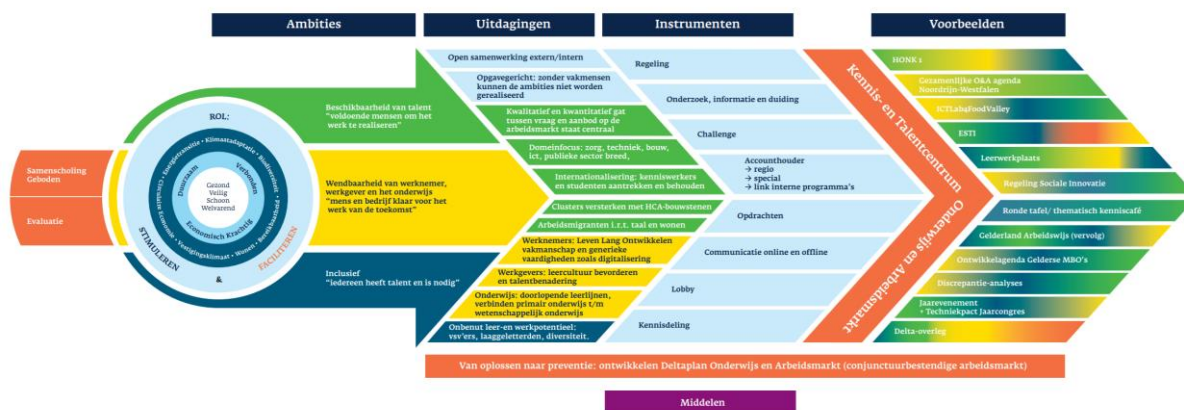 Ambities
Uitdagingen
Instrumenten
Voorbeelden
Samenscholing
Geboden
Evaluatie
ROL:
• Energietransitie • Klimaatadaptatie • Biodiversiteit • Bereikbaarheid • Wonen • Vestigingsklimaat • Circulaire Economie
Duurzaam
Verbonden
Economisch Krachtig
Gezond
Veilig
Schoon
Welvarend
STIMULEREN
&
FACILITEREN
Beschikbaarheid van talent
"voldoende mensen om het
werk te realiseren"
Wendbaarheid van werknemer,
werkgever en het onderwijs
"mens en bedrijf klaar voor het
werk van de toekomst"
Inclusief
"iedereen heeft talent en is nodig"
Open samenwerking extern/intern
Opgavegericht: zonder vakmensen
kunnen de ambities niet worden
gerealiseerd
Kwalitatief en kwantitatief gat
tussen vraag en aanbod op de
arbeidsmarkt staat centraal
Domeinfocus: zorg, techniek, bouw,
ict, publieke sector breed,
Internationalisering: kenniswerkers
en studenten aantrekken en behouden
Clusters versterken met HCA-bouwstenen
Arbeidsmigranten i.r.t. taal en wonen
Werknemers: Leven Lang Ontwikkelen
vakmanschap en generieke
vaardigheden zoals digitalisering
Werkgevers: leercultuur bevorderen
en talentbenadering
Onderwijs: doorlopende leerlijnen,
verbinden primair onderwijs t/m
wetenschappelijk onderwijs
Onbenut leer-en werkpotentieel:
vsv'ers, laaggeletterden, diversiteit.
Regeling
Onderzoek, informatie en duiding
Challenge
Accounthouder
→ regio
→ special
→ link interne programma's
Opdrachten
Communicatie online en offline
Lobby
Kennisdeling
Kennis- en Talentcentrum
Onderwijs en Arbeidsmarkt
HONK 1
Gezamenlijke O&A agenda
Noordrijn-Westfalen
ICTLab4FoodValley
ESTI
Leerwerkplaats
Regeling Sociale Innovatie
Ronde tafel/ thematisch kenniscafé
Gelderland Arbeidswijs (vervolg)
Ontwikkelagenda Gelderse MBO's
Discrepantie-analyses
Jaarevenement
+ Techniekpact Jaarcongres
Delta-overleg
Van oplossen naar preventie: ontwikkelen Deltaplan Onderwijs en Arbeidsmarkt (conjunctuurbestendige arbeidsmarkt)
Middelen